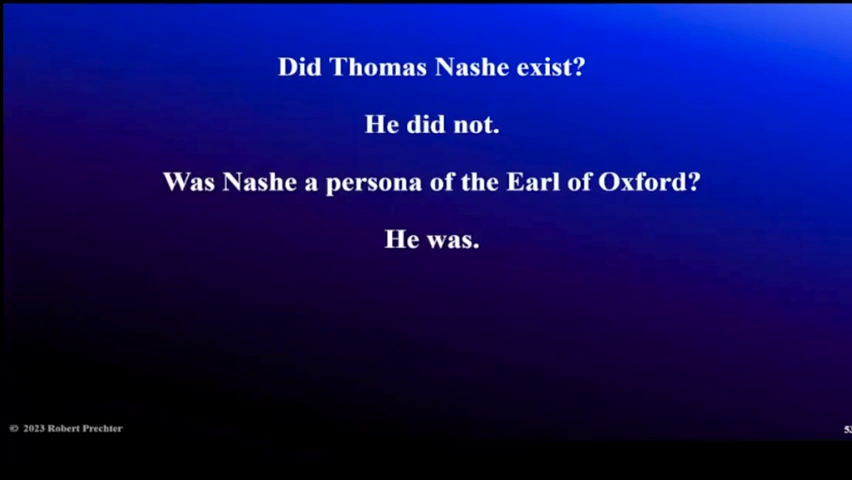 Did Thomas Nashe exist?
He did not.
Was Nashe a persona of the Earl of Oxford?
He was.
© 2023 Robert Prechter